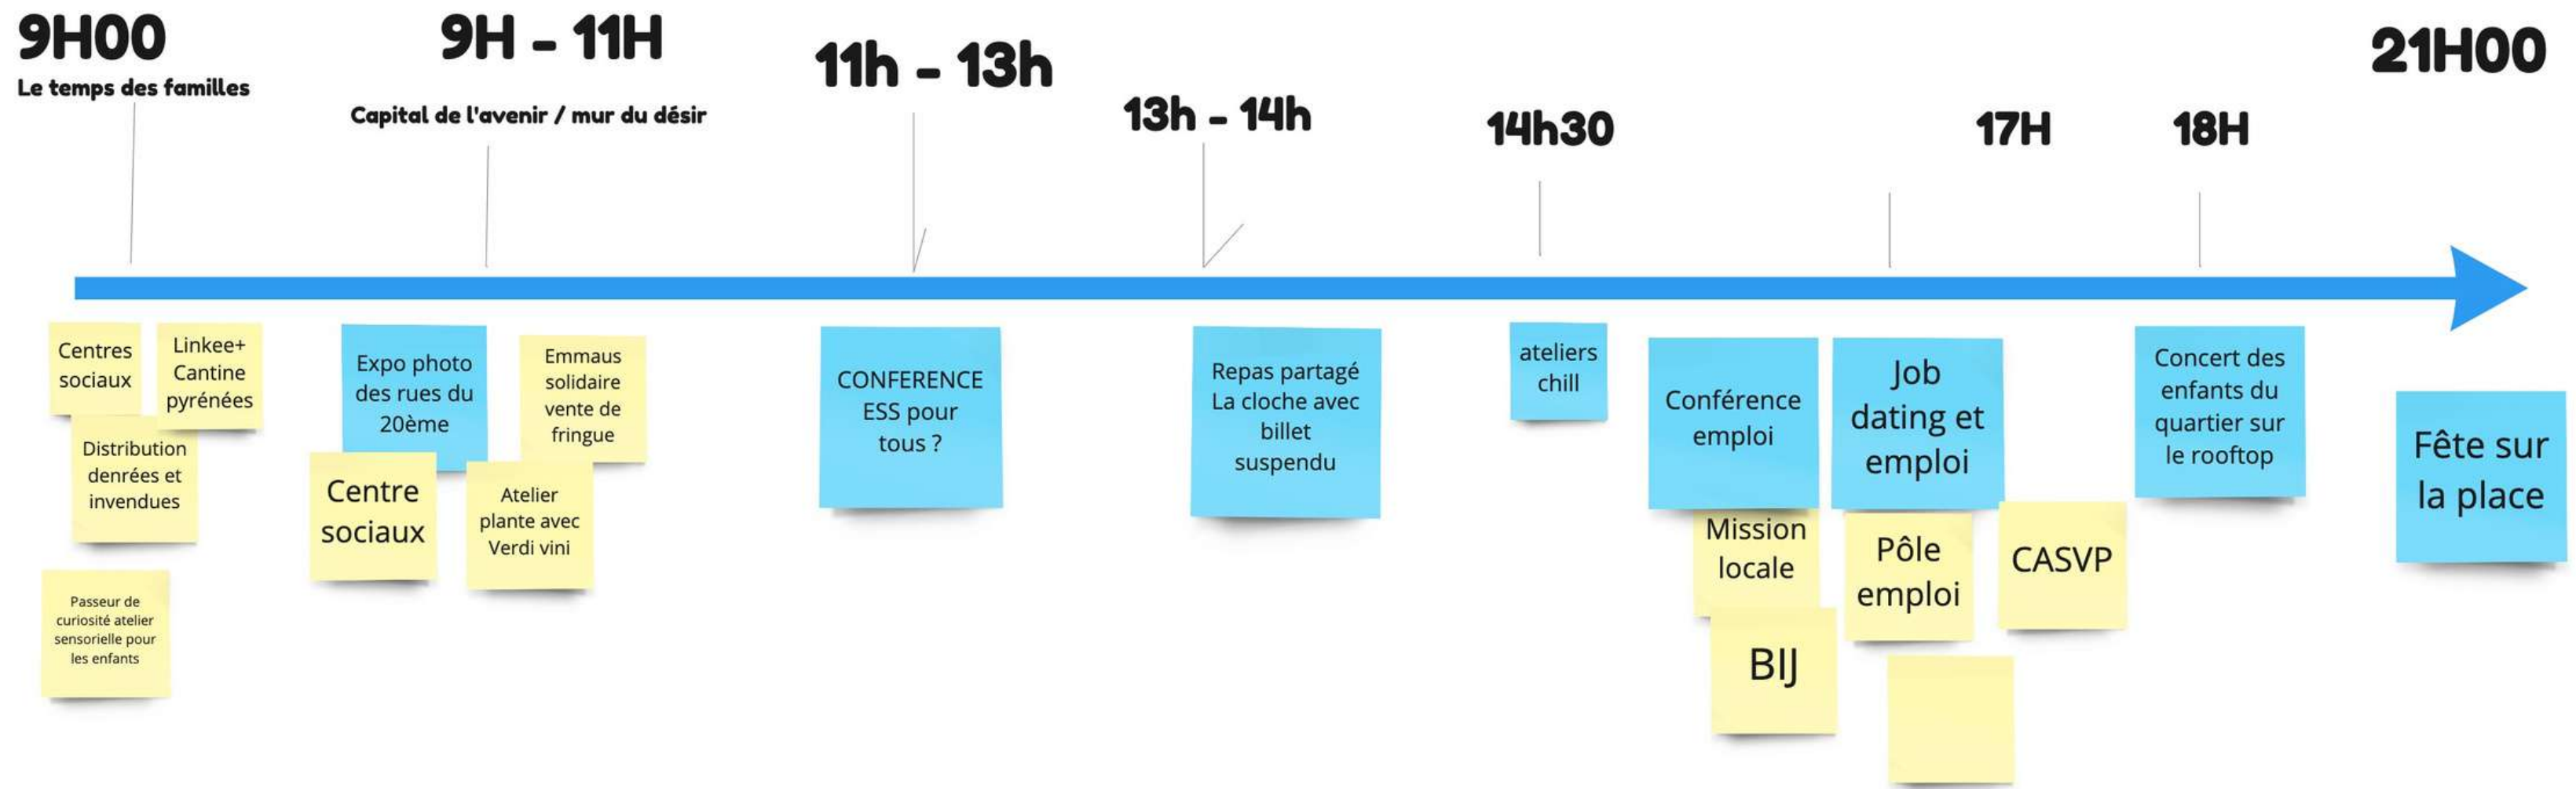 9H00
Le temps des familles
9H - 11H
Capital de l'avenir / mur du désir
11h - 13h
13h - 14h
14h30
17H
18H
21H00
Centres
sociaux
Linkee+
Cantine
pyrénées
Distribution
denrées et
invendues
Passeur de
curiosité atelier
sensorielle pour
les enfants
Expo photo
des rues du
20ème
Emmaus
solidaire
vente de
fringue
Centre
sociaux
Atelier
plante avec
Verdi vini
CONFERENCE
ESS pour
tous ?
Repas partagé
La cloche avec
billet
suspendu
ateliers
chill
Conférence
emploi
Job
dating et
emploi
Mission
locale
BIJ
Pôle
emploi
CASVP
Concert des
enfants du
quartier sur
le rooftop
Fête sur
la place